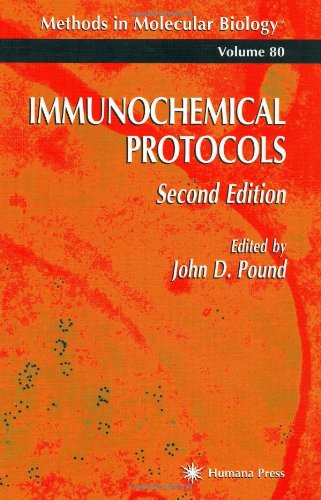 Methods in Molecular Biology™
Volume 80
IMMUNOCHEMICAL
PROTOCOLS
Second Edition
Edited by
John D. Pound
Humana Press